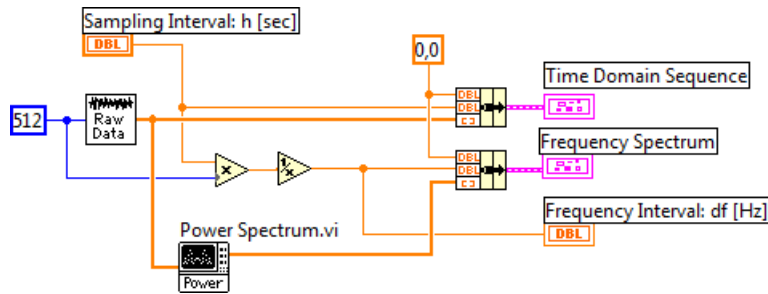 Sampling Interval: h [sec]
DBL
0,0
Time Domain Sequence
DBL
DBL
512
Raw
Data
Frequency Spectrum
DBL
DBL
x
1/x
Frequency Interval: df [Hz]
DBL
Power Spectrum.vi
Power